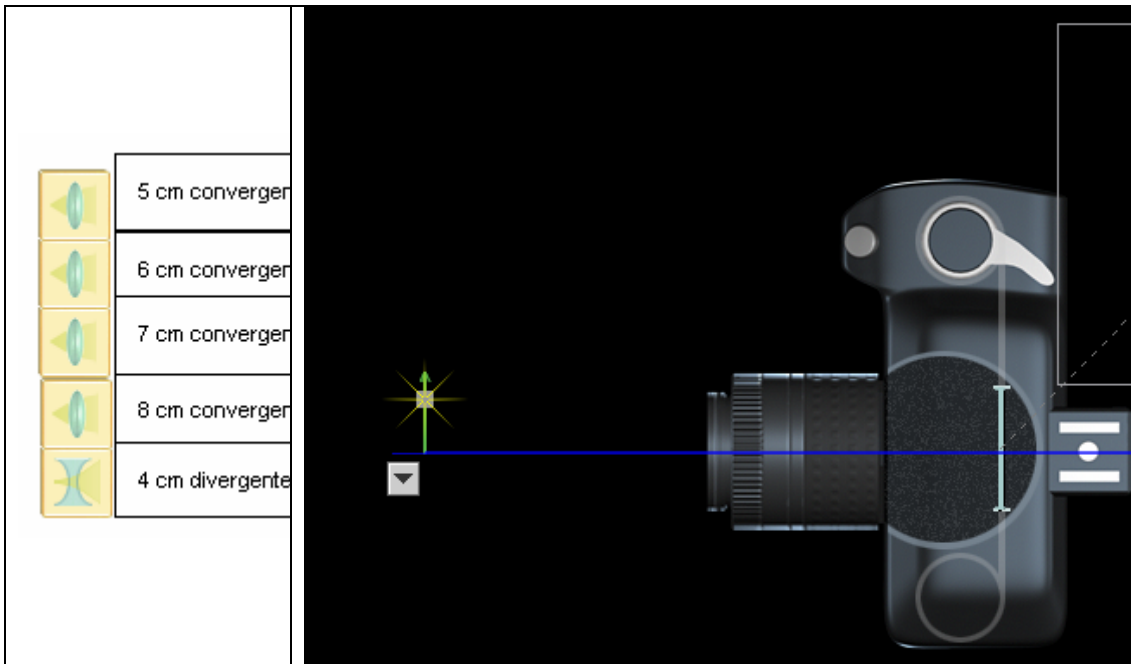 5 cm convergen
6 cm convergen
7 cm convergen
8 cm convergen
4 cm divergente